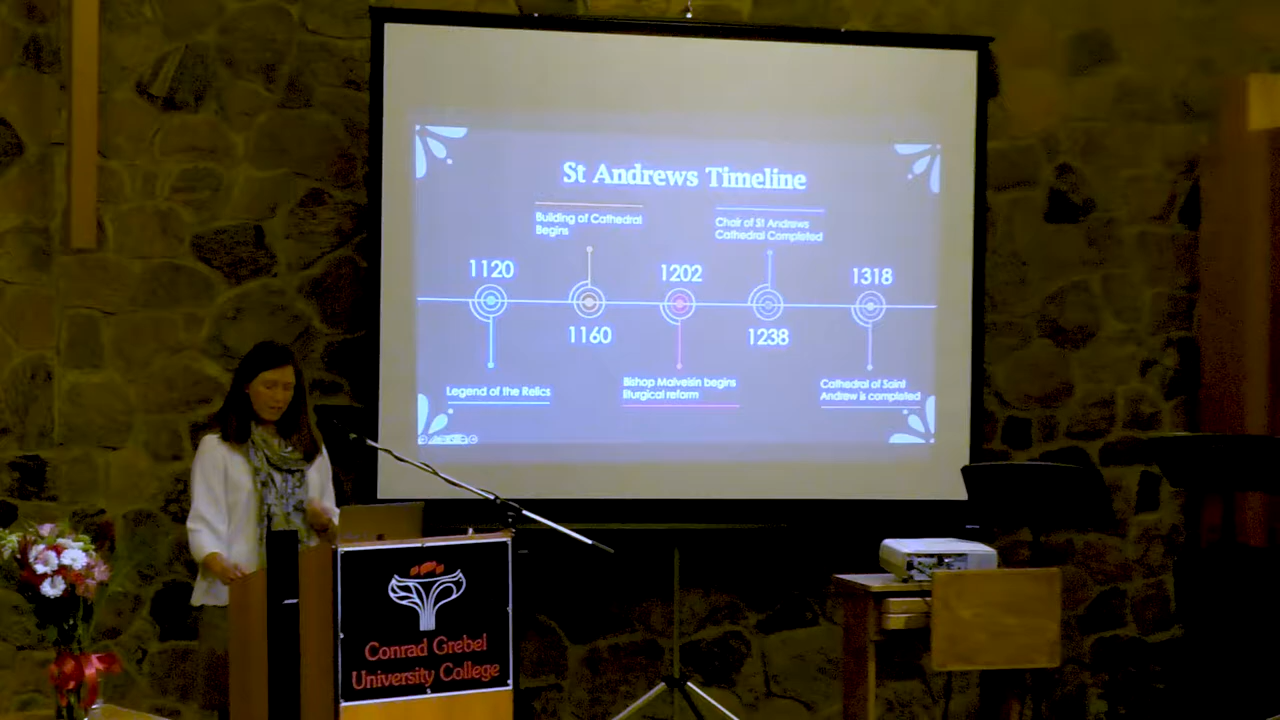 St Andrews Timeline
Building of Cathedral
Begins
Choir of St Andrews
Cathedral Completed
1120
1202
1318
1160
1238
Legend of the Relics
Bishop Malveisin begins
liturgical reform
Cathedral of Saint
Andrew is completed
Conrad Grebel
University College